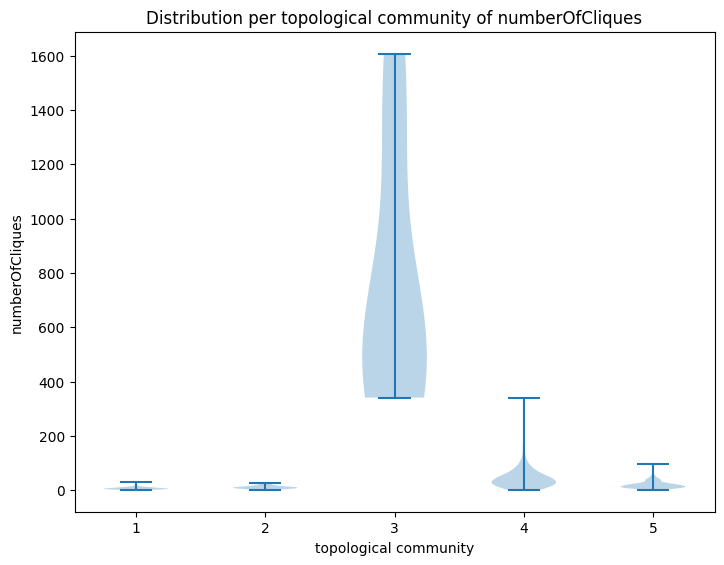 Distribution per topological community of numberOfCliques
numberOfCliques
1600
1400
1200
1000
800
600
400
200
0
1 2 3 4 5
topological community